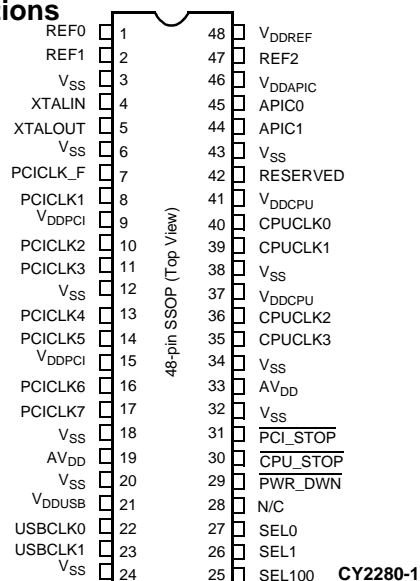 tions
REF0 1 48 VDDREF
REF1 2 47 REF2
VSS 3 46 VDDAPIC
XTALIN 4 45 APIC0
XTALOUT 5 44 APIC1
VSS 6 43 VSS
PCICLK_F 7 42 RESERVED
PCICLK1 8 41 VDDCPU
VDDPCI 9 40 CPUCLK0
PCICLK2 10 39 CPUCLK1
PCICLK3 11 38 VSS
VSS 12 37 VDDCPU
PCICLK4 13 36 CPUCLK2
PCICLK5 14 35 CPUCLK3
VDDPCI 15 34 VSS
PCICLK6 16 33 AVDD
PCICLK7 17 32 VSS
VSS 18 31 PCI_STOP
AVDD 19 30 CPU_STOP
VSS 20 29 PWR_DWN
VDDUSB 21 28 N/C
USBCLK0 22 27 SEL0
USBCLK1 23 26 SEL1
VSS 24 25 SEL100
48-pin SSOP (Top View)
CY2280-1